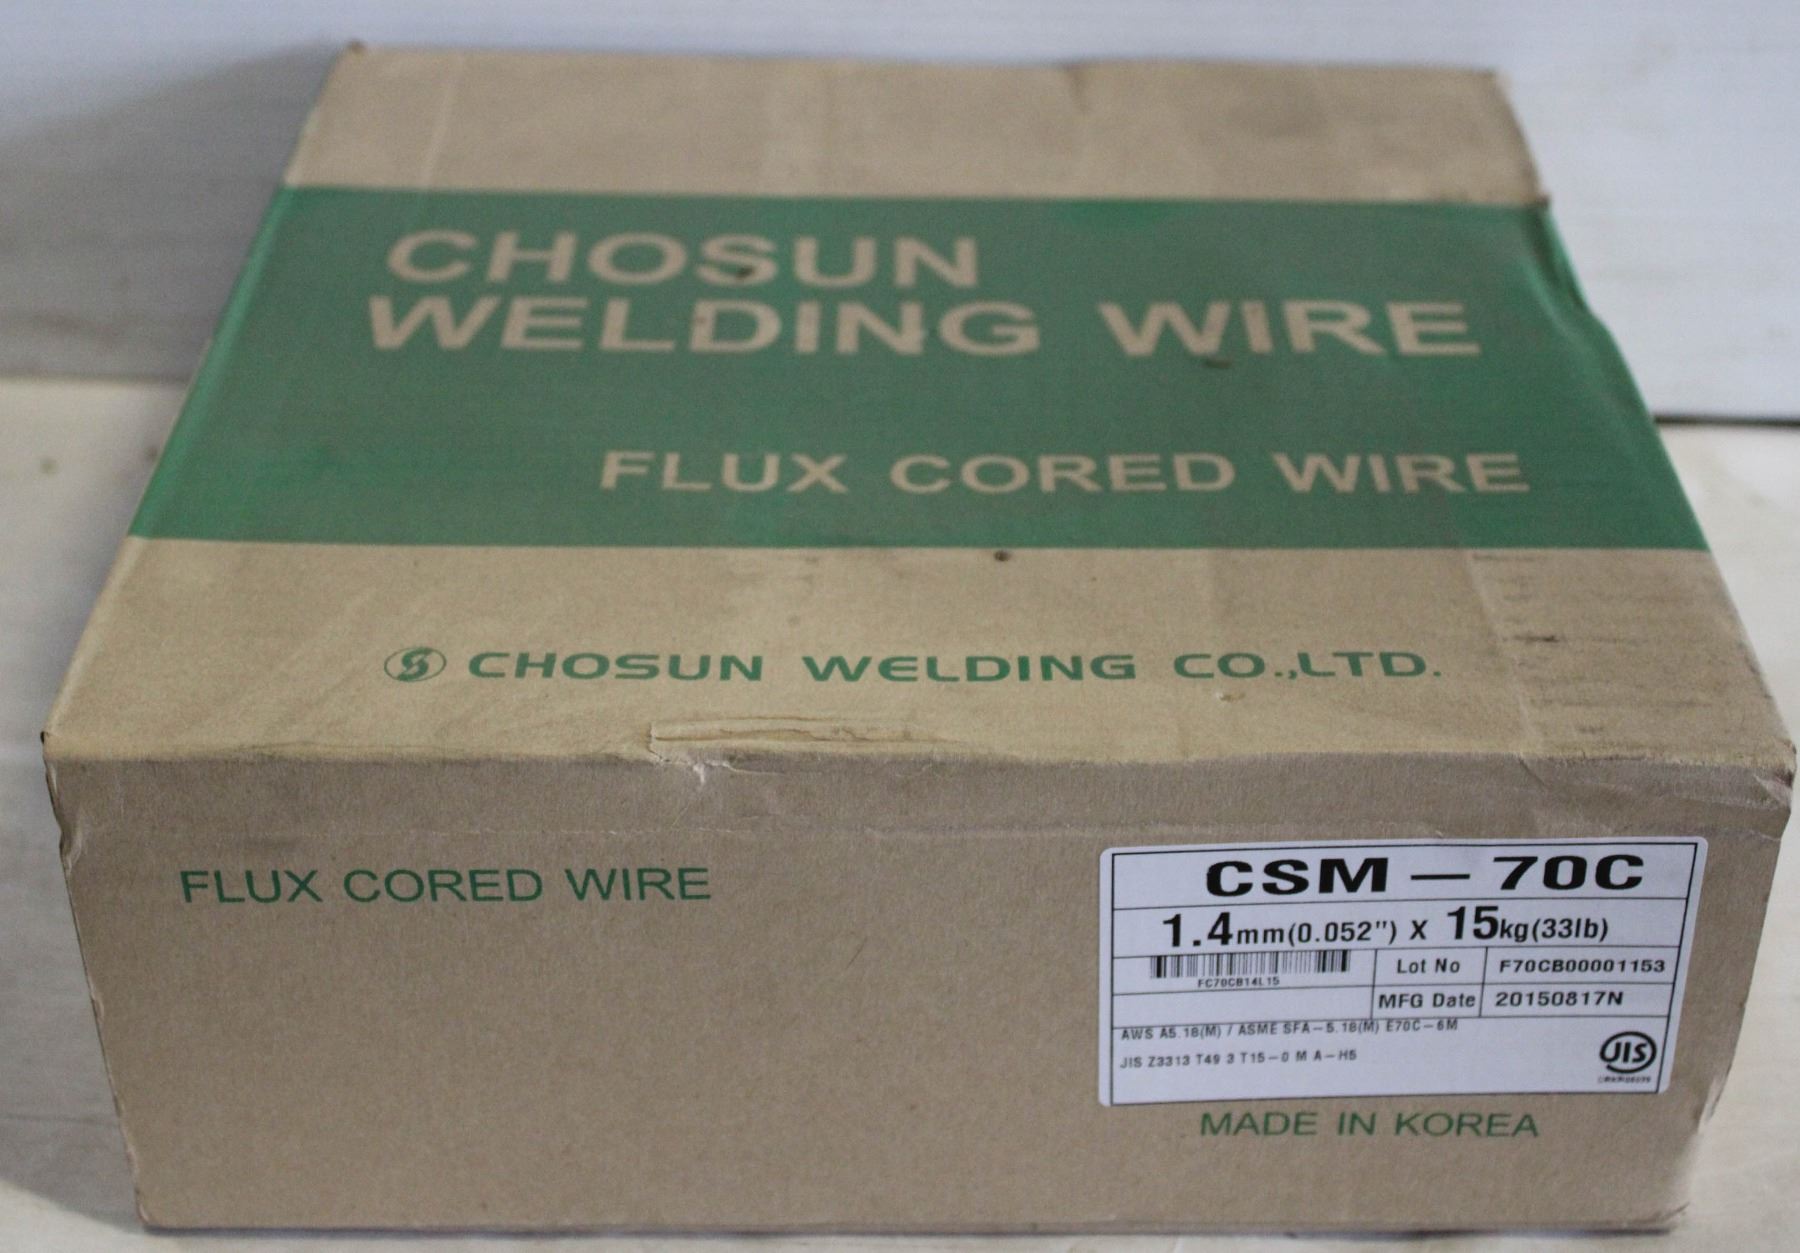 CHOSUN
WELDING WIRE
FLUX CORED WIRE
CHOSUN WELDING CO.,LTD.
FLUX CORED WIRE
CSM - 70C
1.4mm(0.052") X 15kg(33lb)
FC70CB14L15
Lot No F70CB00001153
MFG Date 20150817N
AWS A5.18(M) / ASME SFA-5.18(M) E70C-6M
JIS Z3313 T49 3 T15-0 M A-H5
JIS
MADE IN KOREA